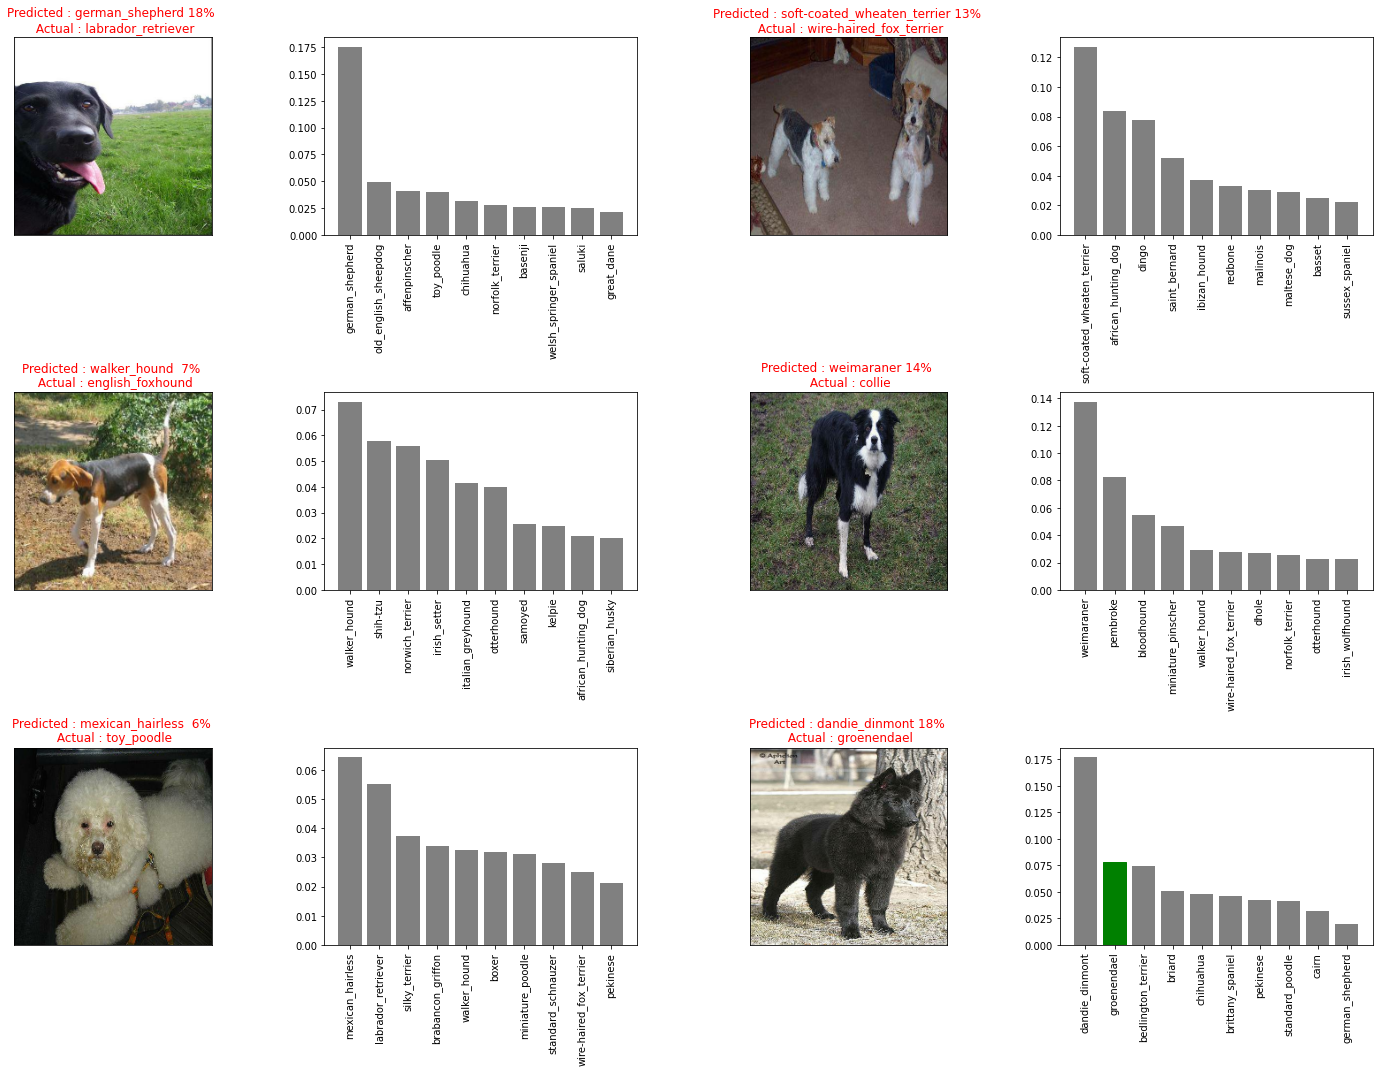 Predicted : german_shepherd 18%
Actual : labrador_retriever
0.175
0.150
0.125
0.100
0.075
0.050
0.025
0.000
german_shepherd
old_english_sheepdog
affenpinscher
toy_poodle
chihuahua
norfolk_terrier
basenji
welsh_springer_spaniel
saluki
great_dane
Predicted : soft-coated_wheaten_terrier 13%
Actual : wire-haired_fox_terrier
0.12
0.10
0.08
0.06
0.04
0.02
0.00
soft-coated_wheaten_terrier
african_hunting_dog
dingo
saint_bernard
ibizan_hound
redbone
malinois
maltese_dog
basset
sussex_spaniel
Predicted : walker_hound  7%
Actual : english_foxhound
0.07
0.06
0.05
0.04
0.03
0.02
0.01
0.00
walker_hound
shih-tzu
norwich_terrier
irish_setter
italian_greyhound
otterhound
samoyed
kelpie
african_hunting_dog
siberian_husky
Predicted : weimaraner 14%
Actual : collie
0.14
0.12
0.10
0.08
0.06
0.04
0.02
0.00
weimaraner
pembroke
bloodhound
miniature_pinscher
walker_hound
wire-haired_fox_terrier
dhole
norfolk_terrier
otterhound
irish_wolfhound
Predicted : mexican_hairless  6%
Actual : toy_poodle
0.06
0.05
0.04
0.03
0.02
0.01
0.00
mexican_hairless
labrador_retriever
silky_terrier
brabancon_griffon
walker_hound
boxer
miniature_poodle
standard_schnauzer
wire-haired_fox_terrier
pekinese
Predicted : dandie_dinmont 18%
Actual : groenendael
Art
0.175
0.150
0.125
0.100
0.075
0.050
0.025
0.000
dandie_dinmont
groenendael
bedlington_terrier
briard
chihuahua
brittany_spaniel
pekinese
standard_poodle
cairn
german_shepherd